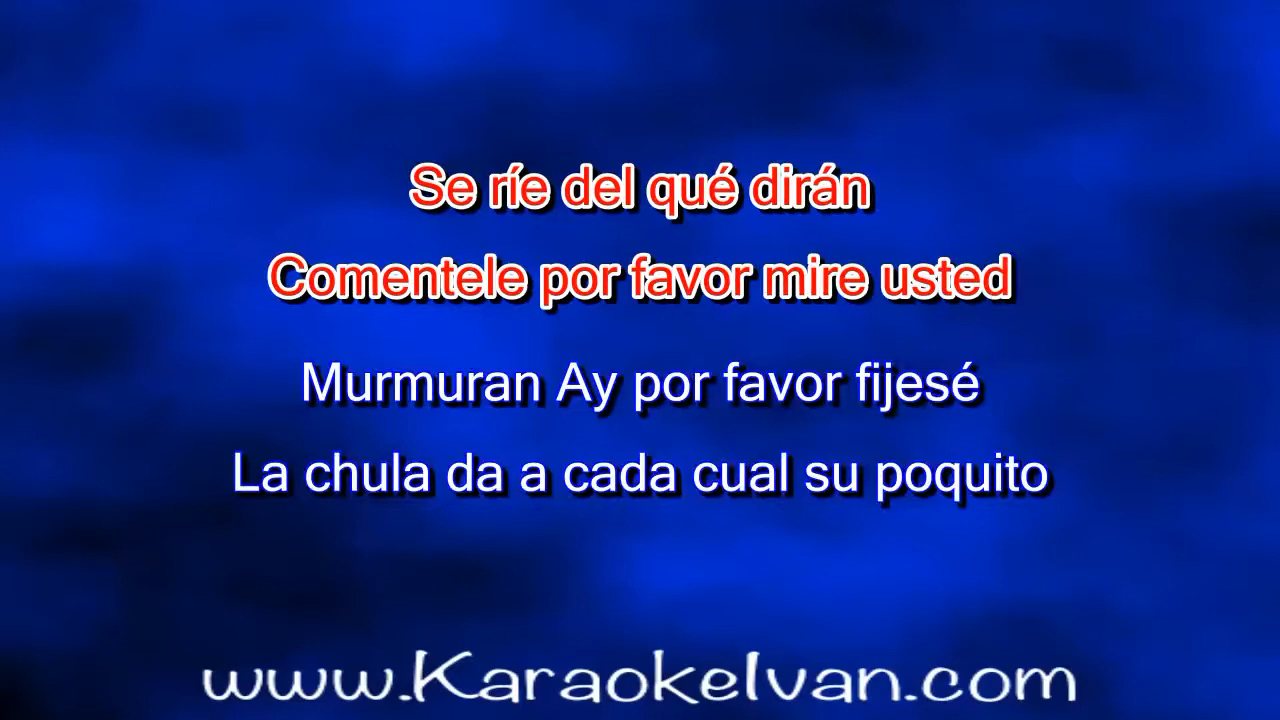 Se ríe del qué dirán
Comentele por favor mire usted
Murmuran Ay por favor fijesé
La chula da a cada cual su poquito
www.KaraokeIvan.com